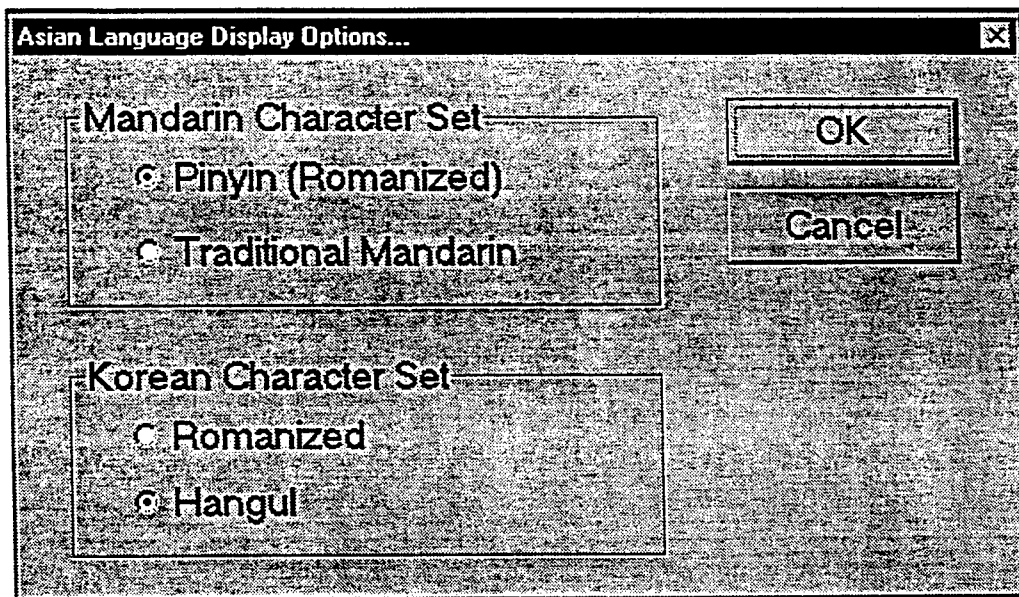 Asian Language Display Options...
Mandarin Character Set
Pinyin (Romanized)
Traditional Mandarin
OK
Cancel
Korean Character Set
Romanized
Hangul